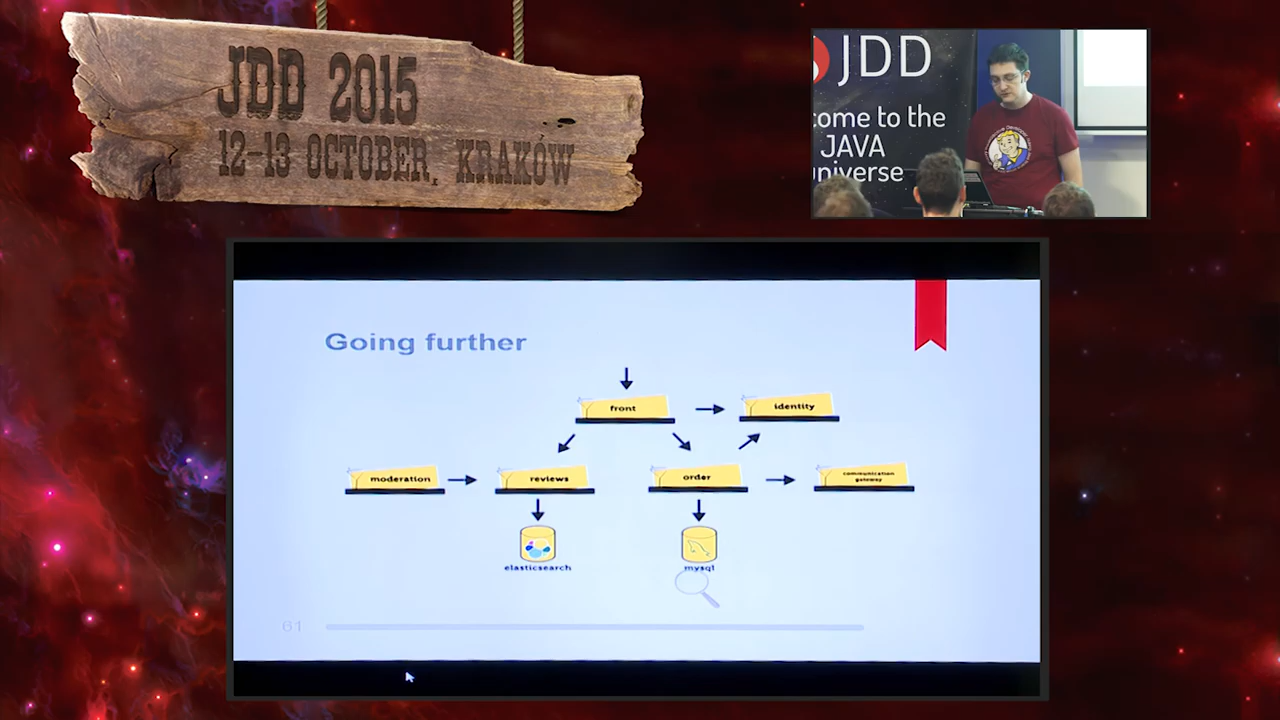 JDD 2015
12-13 OCTOBER, KRAKÓW
JDD
come to the
JAVA
universe
Going further
front
identity
moderation
reviews
order
communication
gateway
elasticsearch
mysql
61